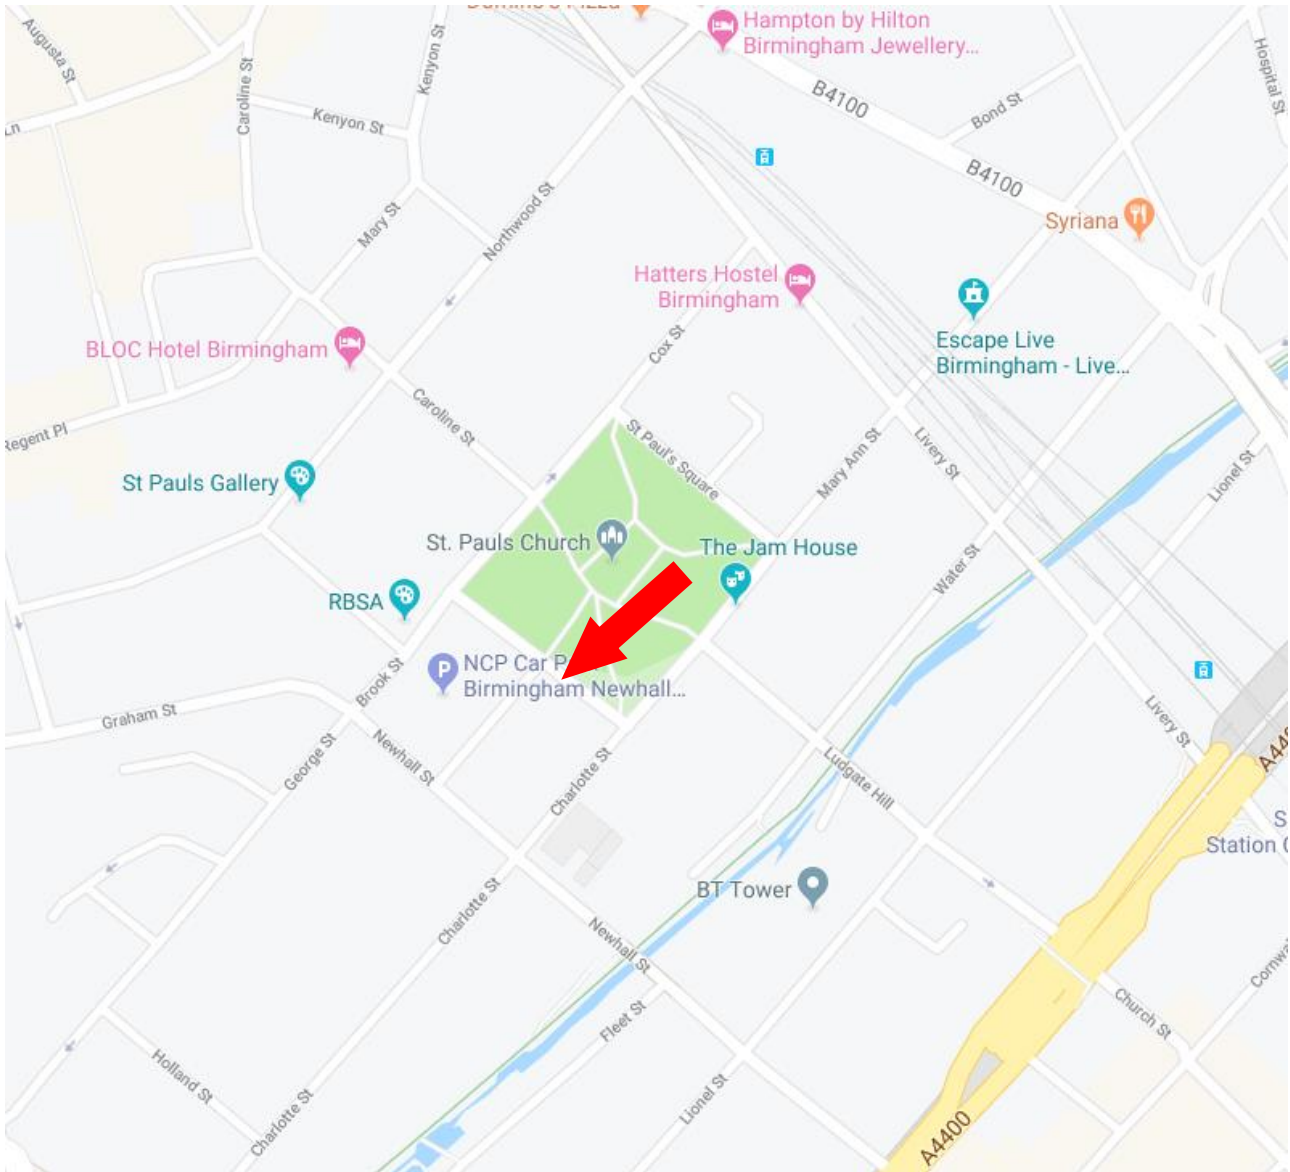 Domino's Pizza
Hampton by Hilton
Birmingham Jewellery...
Augusta St
Kenyon St
Caroline St
Hospital St
B4100
Bond St
Kenyon St
Ln
B4100
Mary St
Northwood St
Syriana
Hatters Hostel
Birmingham
Escape Live
Birmingham - Live...
BLOC Hotel Birmingham
Cox St
Caroline St
Regent Pl
St Paul's Square
Mary Ann St
Livery St
Lionel St
St Pauls Gallery
St. Pauls Church
The Jam House
Water St
RBSA
NCP Car P
Birmingham Newhall...
Brook St
Graham St
Livery St
Newhall St
George St
Charlotte St
Ludgate Hill
A44
S
Station
BT Tower
Charlotte St
Newhall St
Cornwa
Church St
Fleet St
Holland St
Lionel St
Charlotte St
A4400